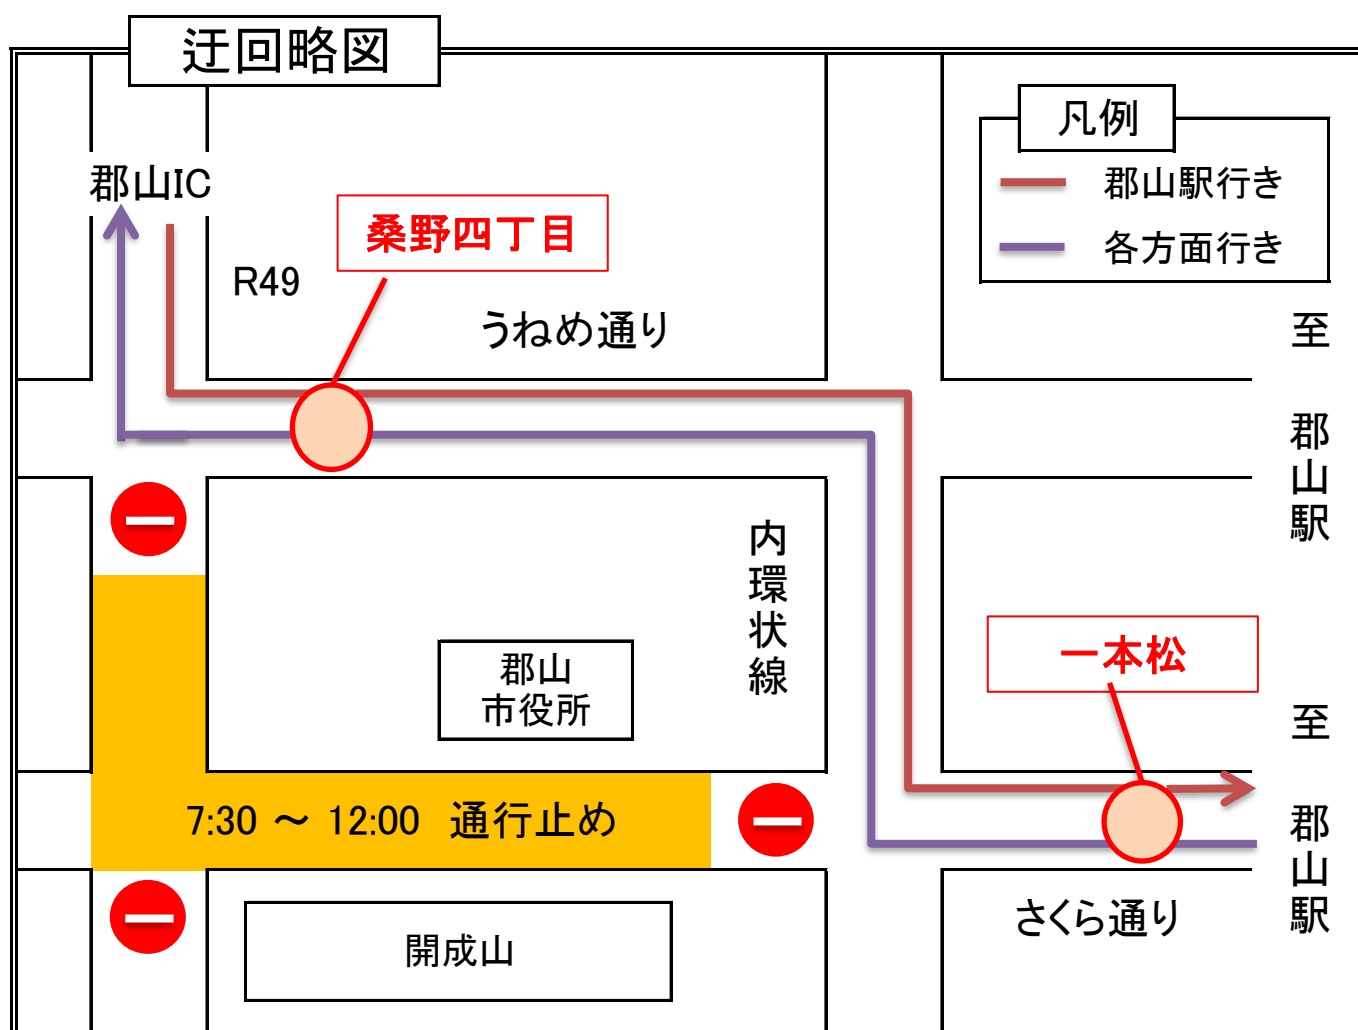 迂回略図
凡例
郡山駅行き
各方面行き
郡山IC
桑野四丁目
R49
うねめ通り
至 郡山駅
内環状線
一本松
郡山
市役所
至 郡山駅
7:30 ～ 12:00 通行止め
さくら通り
開成山